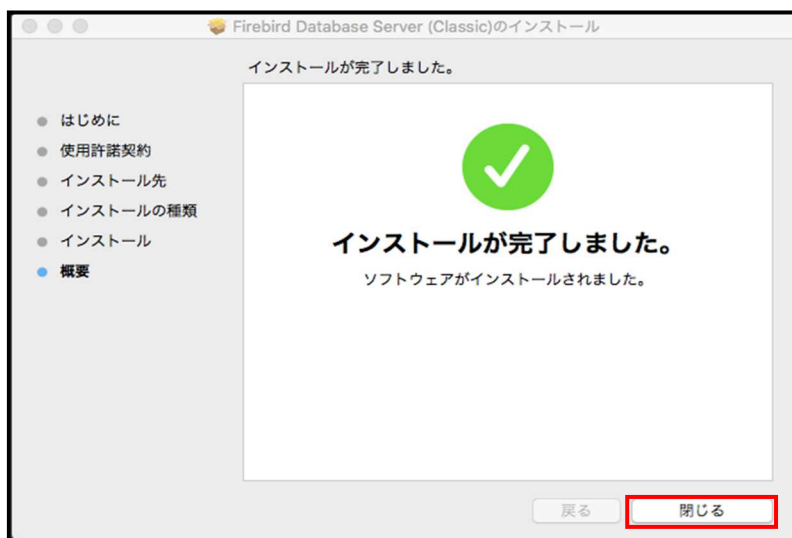 Firebird Database Server (Classic)のインストール
インストールが完了しました。
はじめに
使用許諾契約
インストール先
インストールの種類
インストール
概要
インストールが完了しました。
ソフトウェアがインストールされました。
戻る
閉じる